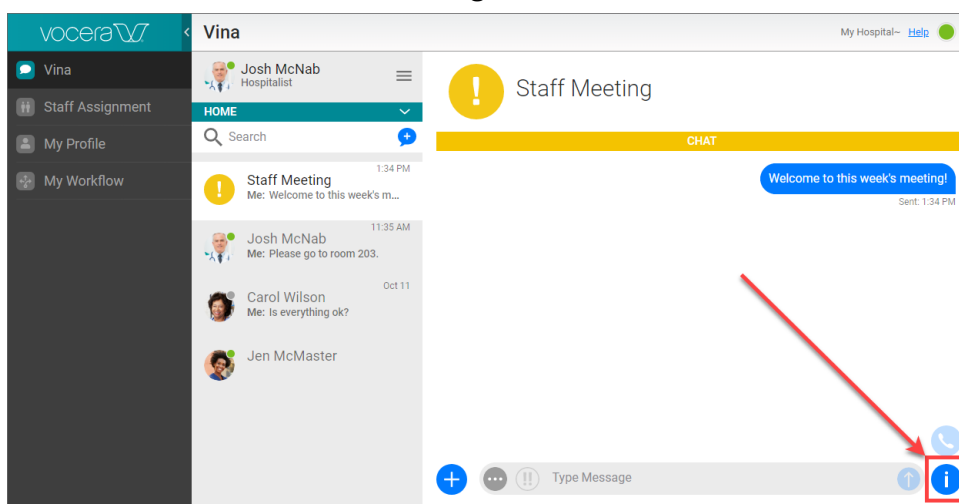 vocera
Vina
My Hospital~ Help
Vina
Staff Assignment
My Profile
My Workflow
Josh McNab
Hospitalist
HOME
Search
1:34 PM
Staff Meeting
Me: Welcome to this week's m...
11:35 AM
Josh McNab
Me: Please go to room 203.
Oct 11
Carol Wilson
Me: Is everything ok?
Jen McMaster
Staff Meeting
CHAT
Welcome to this week's meeting!
Sent: 1:34 PM
Type Message